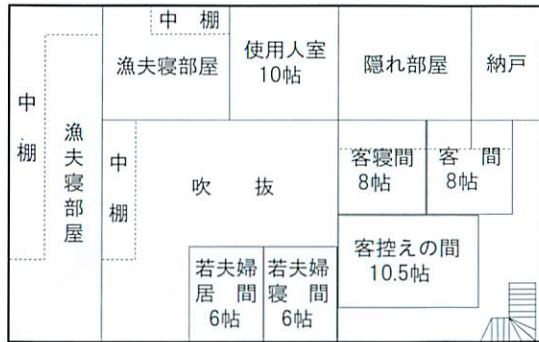 中棚
漁夫寝部屋
中棚
漁夫寝部屋
使用人室
10帖
隠れ部屋
納戸
中棚
吹抜
客寝間
8帖
客間
8帖
客控えの間
10.5帖
若夫婦
居間
6帖
若夫婦
寝間
6帖